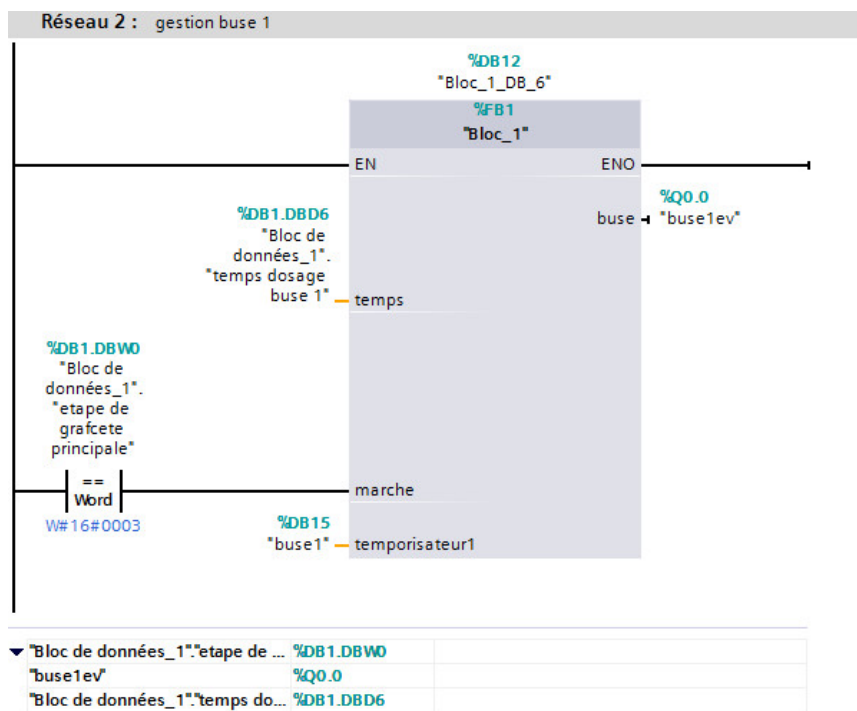 Réseau 2 : gestion buse 1
%DB12
"Bloc_1_DB_6"
%FB1
"Bloc_1"
EN ENO
%DB1.DBD6
"Bloc de
données_1".
"temps dosage
buse 1" temps
%Q0.0
buse "buse1ev"
%DB1.DBW0
"Bloc de
données_1".
"etape de
grafcete
principale"
==
Word
W#16#0003
marche
%DB15
"buse1" temporisateur1
"Bloc de données_1"."etape de ... %DB1.DBW0
"buse1ev" %Q0.0
"Bloc de données_1"."temps do... %DB1.DBD6